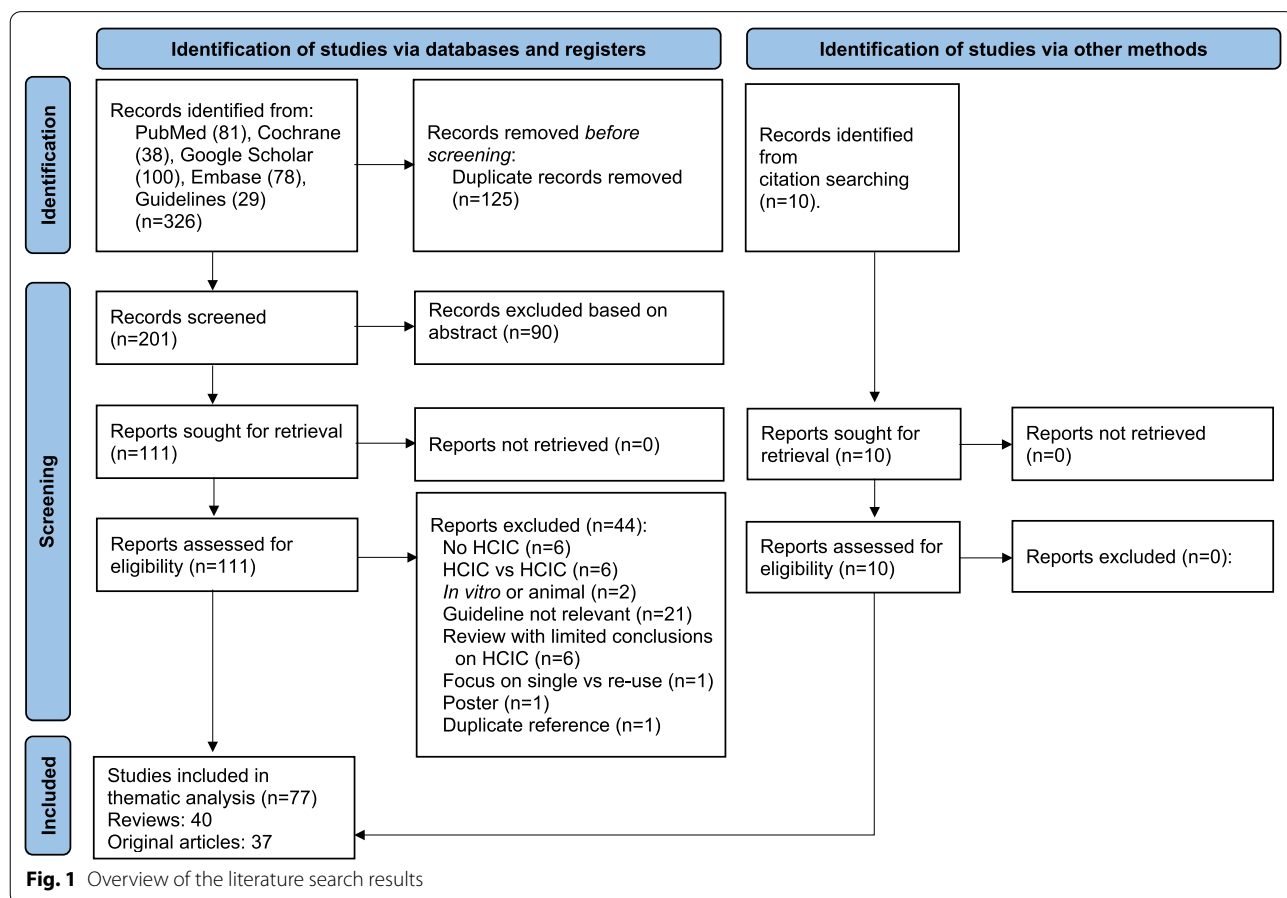 Identification of studies via databases and registers
Identification of studies via other methods
Identification
Records identified from:
PubMed (81), Cochrane
(38), Google Scholar
(100), Embase (78),
Guidelines (29)
(n=326)
Records removed before
screening:
Duplicate records removed
(n=125)
Records identified
from
citation searching
(n=10).
Screening
Records screened
(n=201)
Records excluded based on
abstract (n=90)
Reports sought for retrieval
(n=111)
Reports not retrieved (n=0)
Reports sought for
retrieval (n=10)
Reports not retrieved
(n=0)
Reports assessed for
eligibility (n=111)
Reports excluded (n=44):
No HCIC (n=6)
HCIC vs HCIC (n=6)
In vitro or animal (n=2)
Guideline not relevant (n=21)
Review with limited conclusions
on HCIC (n=6)
Focus on single vs re-use (n=1)
Poster (n=1)
Duplicate reference (n=1)
Reports assessed for
eligibility (n=10)
Reports excluded (n=0):
Included
Studies included in
thematic analysis (n=77)
Reviews: 40
Original articles: 37
Fig. 1 Overview of the literature search results